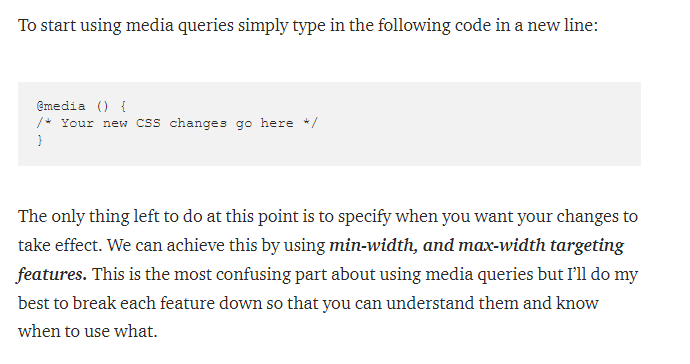 To start using media queries simply type in the following code in a new line:
@media () {
/* Your new CSS changes go here */
}
The only thing left to do at this point is to specify when you want your changes to
take effect. We can achieve this by using min-width, and max-width targeting
features. This is the most confusing part about using media queries but I’ll do my
best to break each feature down so that you can understand them and know
when to use what.